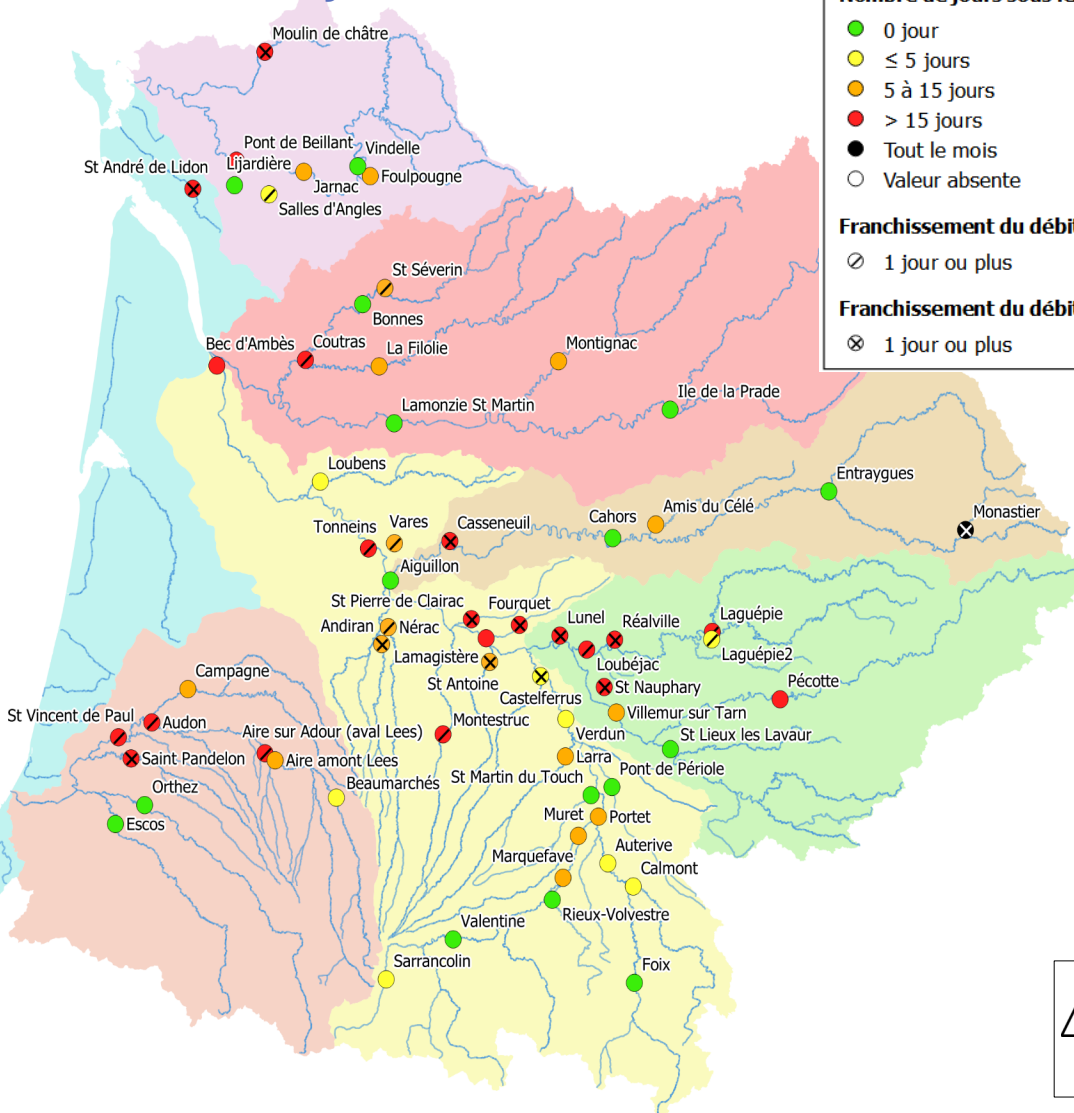 Nombre de jours sous le
0 jour
≤ 5 jours
5 à 15 jours
> 15 jours
Tout le mois
Valeur absente
Franchissement du débit
1 jour ou plus
Franchissement du débit
1 jour ou plus
Moulin de châtre
Pont de Beillant
Vindelle
St André de Lidon
Lijardière
Foulpougne
Jarnac
Salles d'Angles
St Séverin
Bonnes
Bec d'Ambès
Coutras
La Filolie
Montignac
Ile de la Prade
Lamonzie St Martin
Loubens
Entraygues
Amis du Célé
Monastier
Tonneins
Vares
Casseneuil
Cahors
Aiguillon
St Pierre de Clairac
Fourquet
Lunel
Réalville
Laguépie
Andiran
Nérac
Lamagistère
Loubéjac
Laguépie2
St Antoine
Castelferrus
St Nauphary
Pécotte
Campagne
Villemur sur Tarn
St Vincent de Paul
Audon
Aire sur Adour (aval Lees)
Montestruc
Verdun
St Lieux les Lavaur
Saint Pandelon
Aire amont Lees
Larra
Beaumarchés
St Martin du Touch
Pont de Périole
Orthez
Escos
Muret
Portet
Marquefave
Auterive
Calmont
Rieux-Volvestre
Valentine
Sarrancolin
Foix